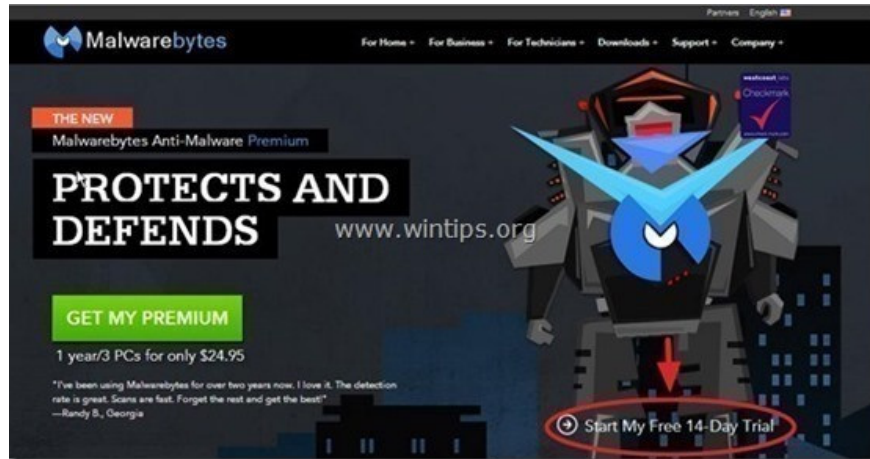 Partners English
Malwarebytes
For Home + For Business + For Technicians + Downloads + Support + Company +
westcoast labs
Checkmark
THE NEW
Malwarebytes Anti-Malware Premium
PROTECTS AND
DEFENDS
www.wintips.org
GET MY PREMIUM
1 year/3 PCs for only $24.95
"I've been using Malwarebytes for over two years now. I love it. The detection
rate is great. Scans are fast. Forget the rest and get the best!"
—Randy B., Georgia
Start My Free 14-Day Trial